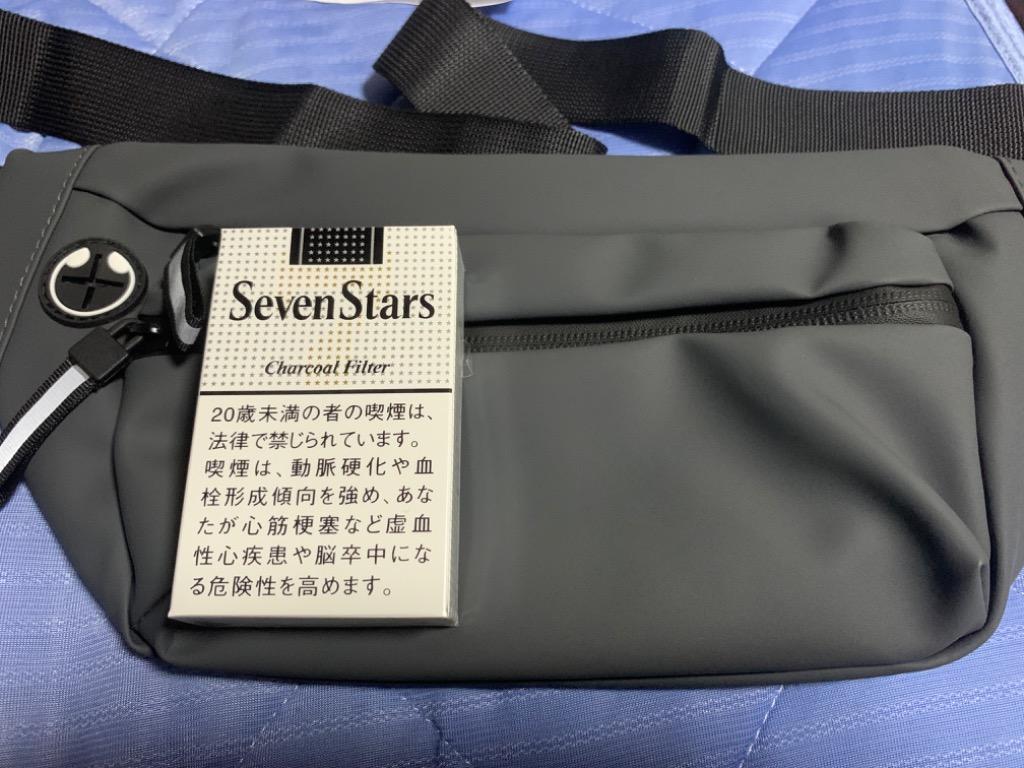 Seven Stars
Charcoal Filter
20歳未満の者の喫煙は、
法律で禁じられています。
喫煙は、動脈硬化や血
栓形成傾向を強め、あな
たが心筋梗塞など虚血
性心疾患や脳卒中にな
る危険性を高めます。